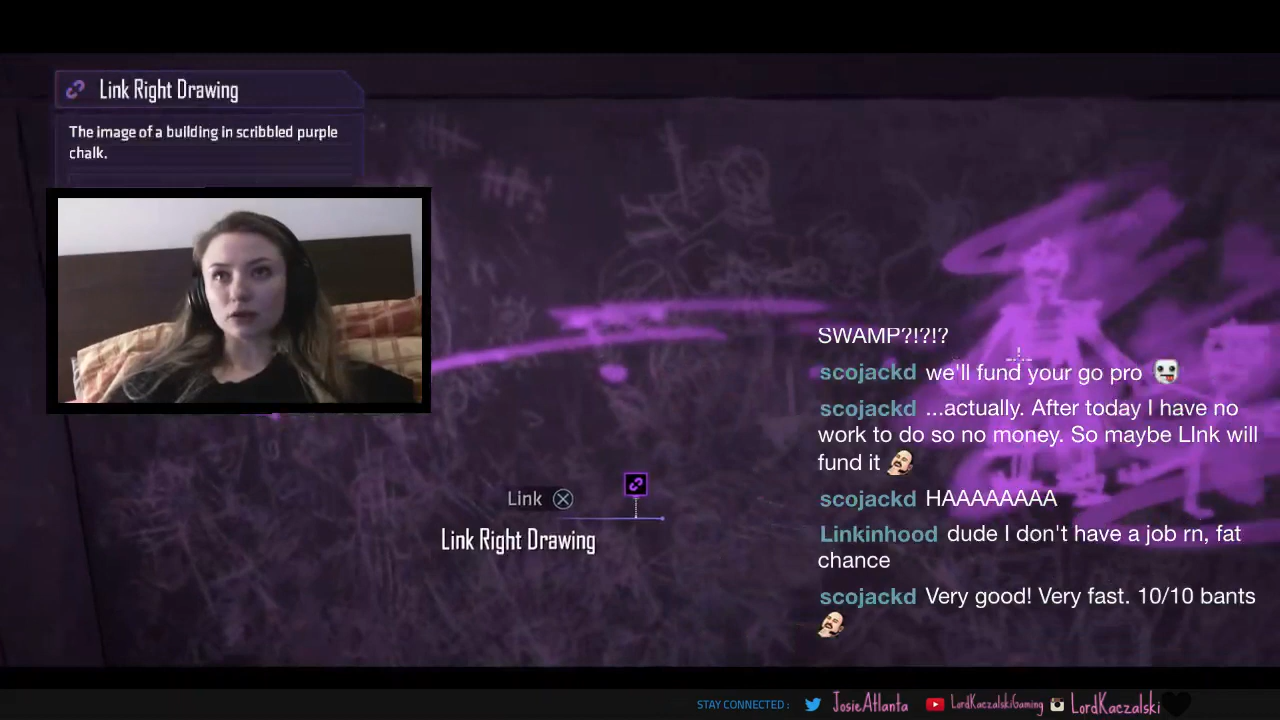 Link Right Drawing
The image of a building in scribbled purple
chalk.
SWAMP?!?!?
scojackd we'll fund your go pro
scojackd ...actually. After today I have no
work to do so no money. So maybe LInk will
fund it
scojackd HAAAAAAAA
Linkinhood dude I don't have a job rn, fat
chance
scojackd Very good! Very fast. 10/10 bants
Link
Link Right Drawing
STAY CONNECTED : JosieAtlanta LordKaczalskiGaming LordKaczalski